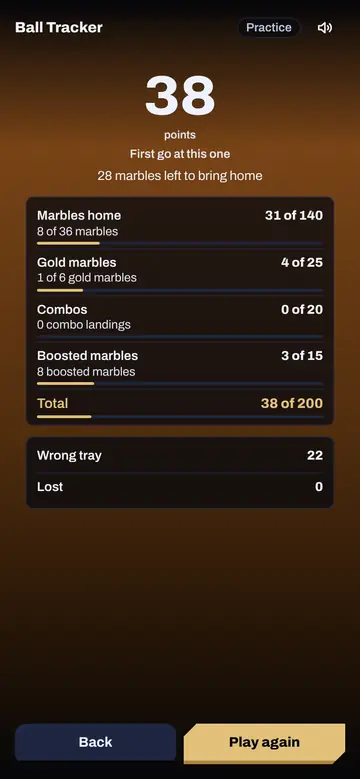 Ball Tracker
Practice
38
points
First go at this one
28 marbles left to bring home
Marbles home 31 of 140
8 of 36 marbles
Gold marbles 4 of 25
1 of 6 gold marbles
Combos 0 of 20
0 combo landings
Boosted marbles 3 of 15
8 boosted marbles
Total 38 of 200
Wrong tray 22
Lost 0
Back
Play again